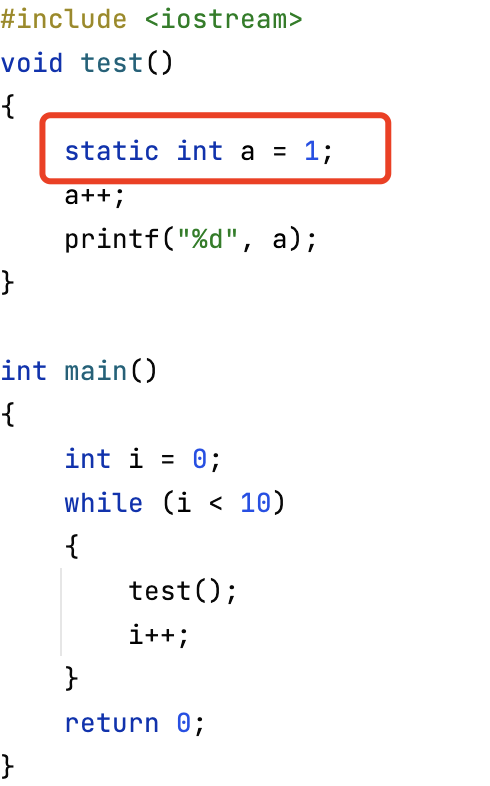 #include <iostream>
void test()
{
    static int a = 1;
    a++;
    printf("%d", a);
}

int main()
{
    int i = 0;
    while (i < 10)
    {
        test();
        i++;
    }
    return 0;
}